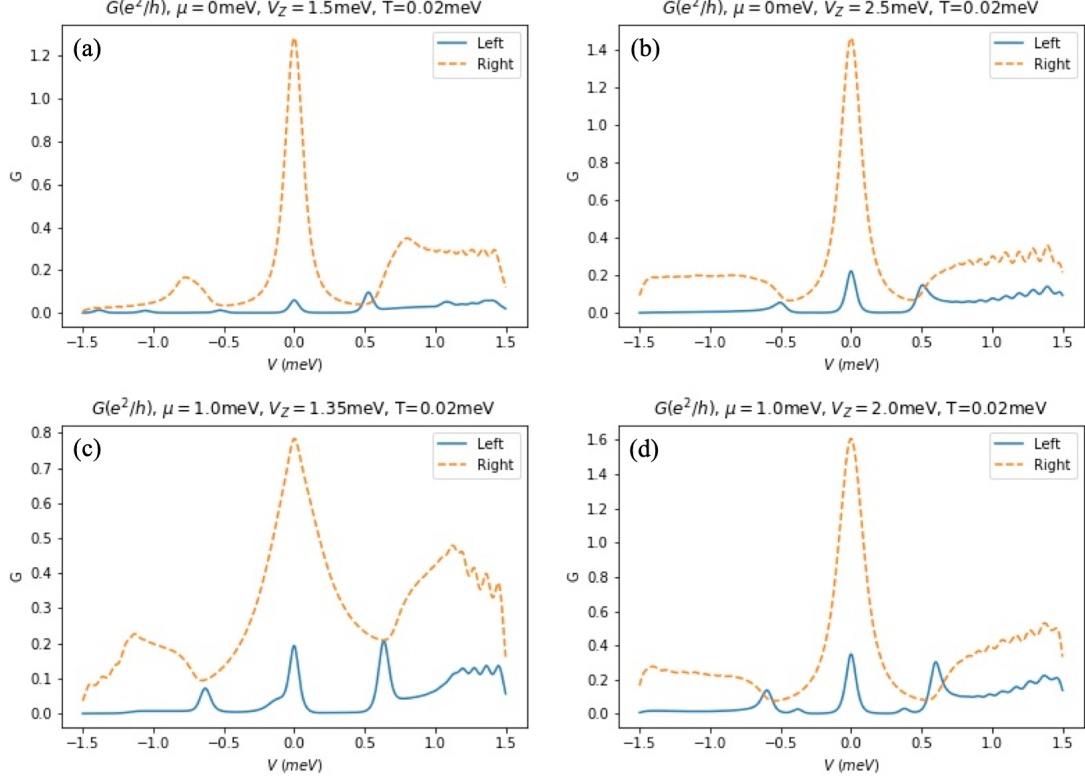 G(e²/h), μ = 0meV, V_Z = 1.5meV, T=0.02meV
(a)
Left
Right
1.2
1.0
0.8
0.6
0.4
0.2
0.0
G
−1.5 −1.0 −0.5 0.0 0.5 1.0 1.5
V (meV)
G(e²/h), μ = 0meV, V_Z = 2.5meV, T=0.02meV
(b)
Left
Right
1.4
1.2
1.0
0.8
0.6
0.4
0.2
0.0
G
−1.5 −1.0 −0.5 0.0 0.5 1.0 1.5
V (meV)
G(e²/h), μ = 1.0meV, V_Z = 1.35meV, T=0.02meV
(c)
Left
Right
0.8
0.7
0.6
0.5
0.4
0.3
0.2
0.1
0.0
G
−1.5 −1.0 −0.5 0.0 0.5 1.0 1.5
V (meV)
G(e²/h), μ = 1.0meV, V_Z = 2.0meV, T=0.02meV
(d)
Left
Right
1.6
1.4
1.2
1.0
0.8
0.6
0.4
0.2
0.0
G
−1.5 −1.0 −0.5 0.0 0.5 1.0 1.5
V (meV)